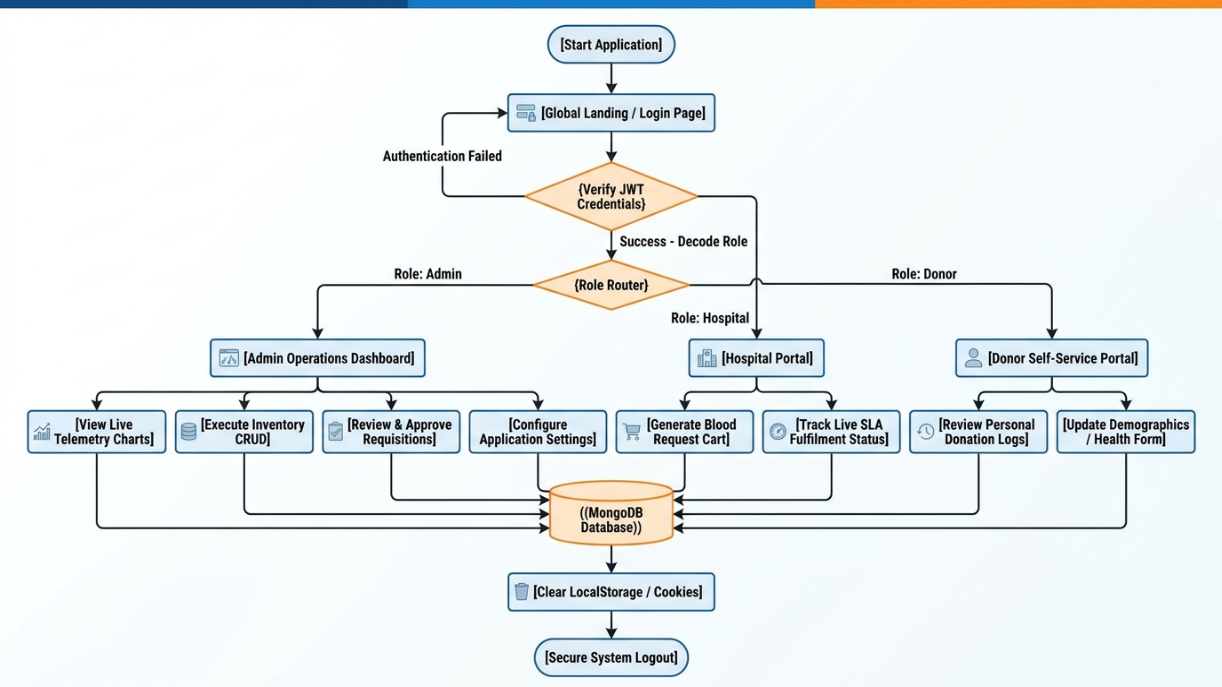 [Start Application]
[Global Landing / Login Page]
Authentication Failed
{Verify JWT
Credentials}
Success - Decode Role
Role: Admin
{Role Router}
Role: Donor
Role: Hospital
[Admin Operations Dashboard]
[Hospital Portal]
[Donor Self-Service Portal]
[View Live
Telemetry Charts]
[Execute Inventory
CRUD]
[Review & Approve
Requisitions]
[Configure
Application Settings]
[Generate Blood
Request Cart]
[Track Live SLA
Fulfilment Status]
[Review Personal
Donation Logs]
[Update Demographics
/ Health Form]
((MongoDB
Database))
[Clear LocalStorage / Cookies]
[Secure System Logout]